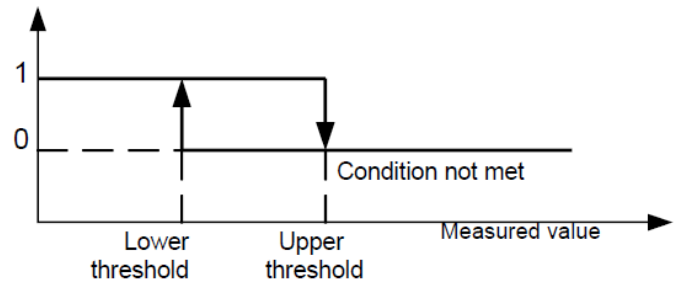 1
0
Condition not met
Lower
threshold
Upper
threshold
Measured value